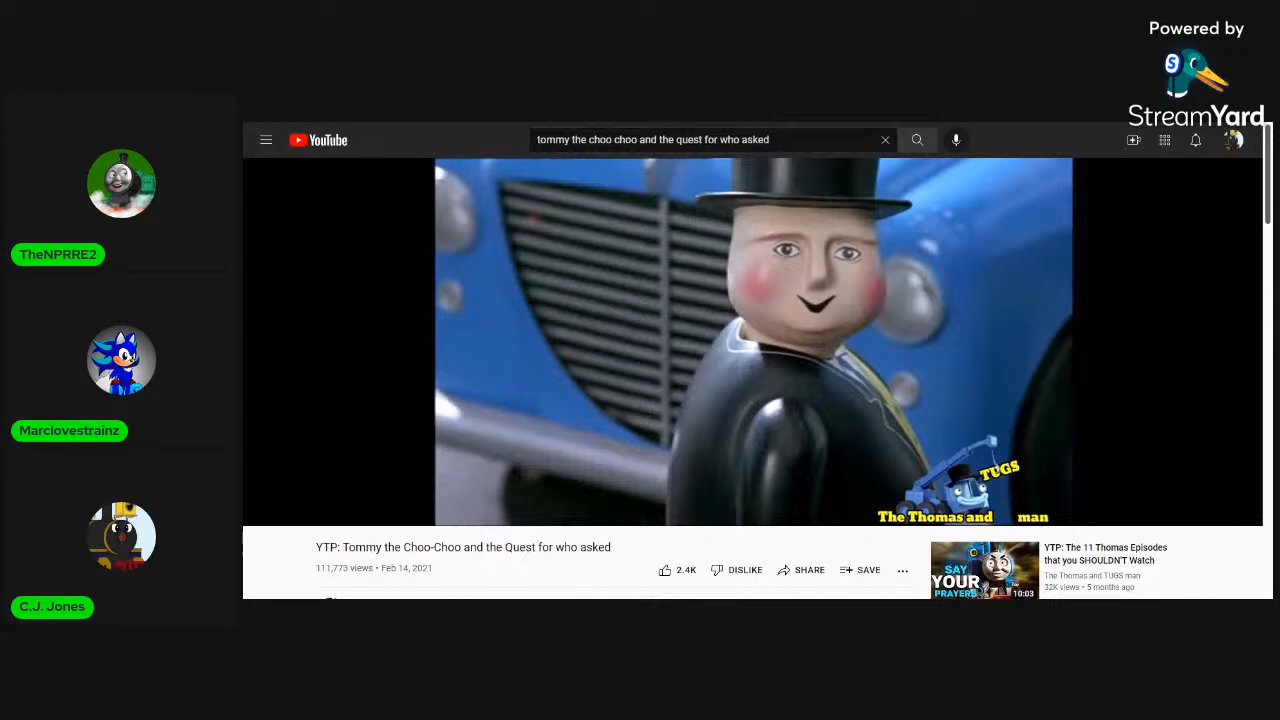 Powered by
StreamYard
YouTube
tommy the choo choo and the quest for who asked
TheNPRRE2
Marclovestrainz
C.J. Jones
TUGS
The Thomas and man
YTP: Tommy the Choo-Choo and the Quest for who asked
111,773 views • Feb 14, 2021
2.4K DISLIKE SHARE SAVE
SAY
YOUR
PRAYERS
10:03
YTP: The 11 Thomas Episodes
that you SHOULDN'T Watch
The Thomas and TUGS man
32K views • 5 months ago